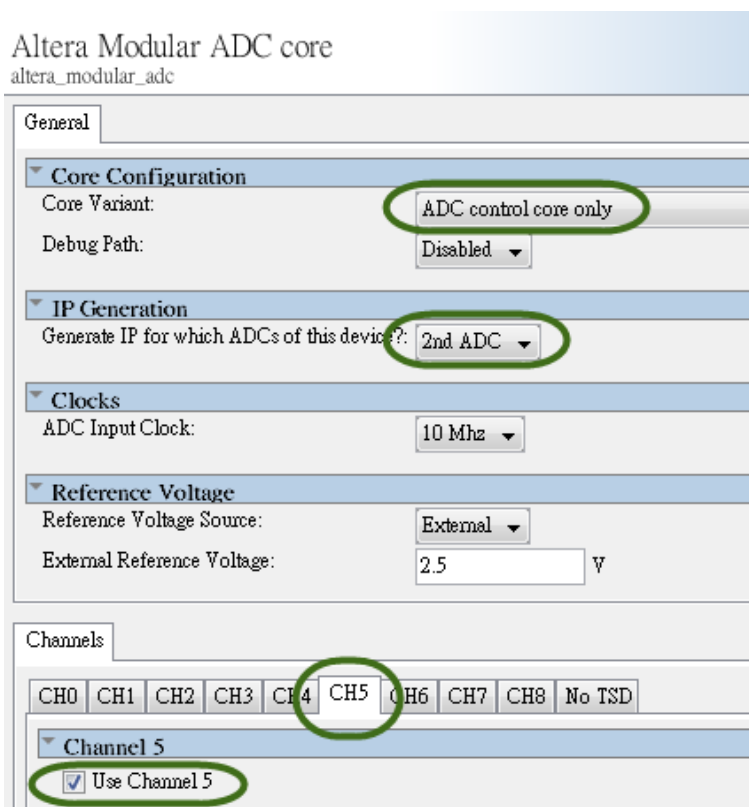 Altera Modular ADC core
altera_modular_adc
General
Core Configuration
Core Variant: ADC control core only
Debug Path: Disabled
IP Generation
Generate IP for which ADCs of this device?: 2nd ADC
Clocks
ADC Input Clock: 10 Mhz
Reference Voltage
Reference Voltage Source: External
External Reference Voltage: 2.5 V
Channels
CH0 CH1 CH2 CH3 CH4 CH5 CH6 CH7 CH8 No TSD
Channel 5
Use Channel 5